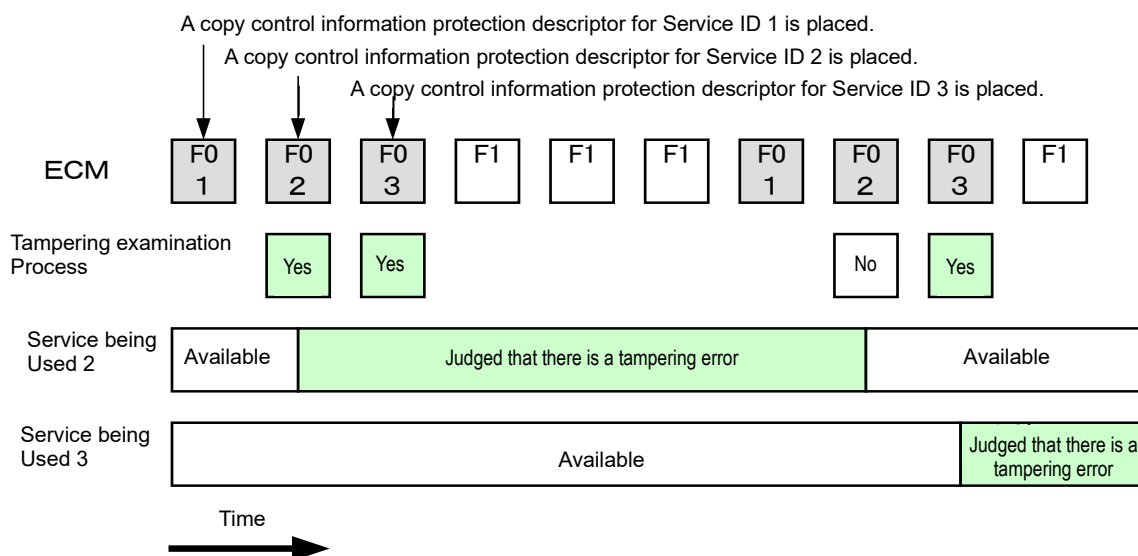 A copy control information protection descriptor for Service ID 1 is placed.
A copy control information protection descriptor for Service ID 2 is placed.
A copy control information protection descriptor for Service ID 3 is placed.
ECM
F0 F0 F0 F1 F1 F1 F0 F0 F0 F1
1 2 3 1 2 3
Tampering examination
Process
Yes Yes No Yes
Service being
Used 2
Available Judged that there is a tampering error Available
Service being
Used 3
Available
Judged that there is a
tampering error
Time